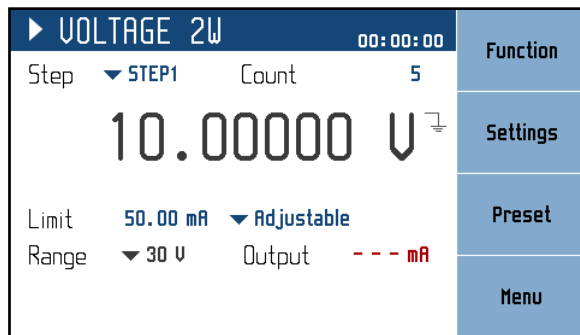 VOLTAGE 2W 00:00:00
Step STEP1 Count 5
10.00000 V
Limit 50.00 mA Adjustable
Range 30 V Output - - - mA
Function
Settings
Preset
Menu